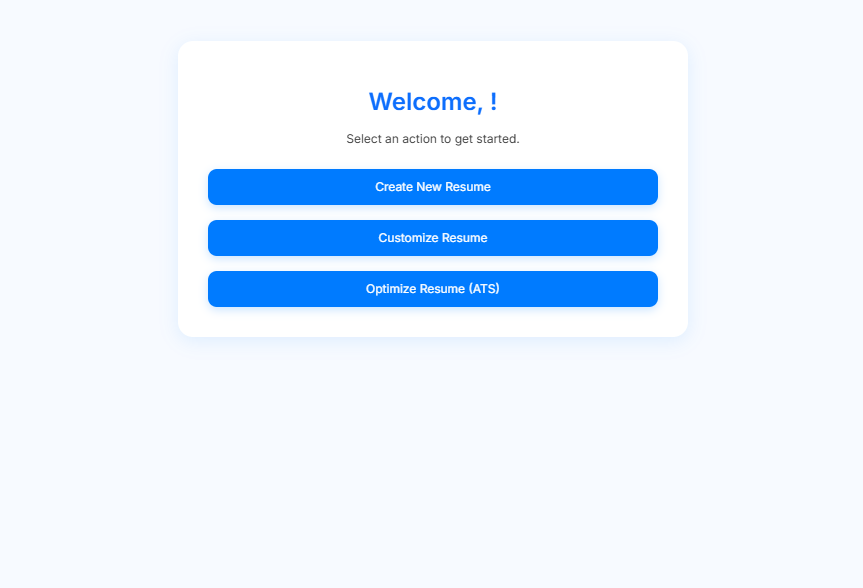 Welcome, !
Select an action to get started.
Create New Resume
Customize Resume
Optimize Resume (ATS)